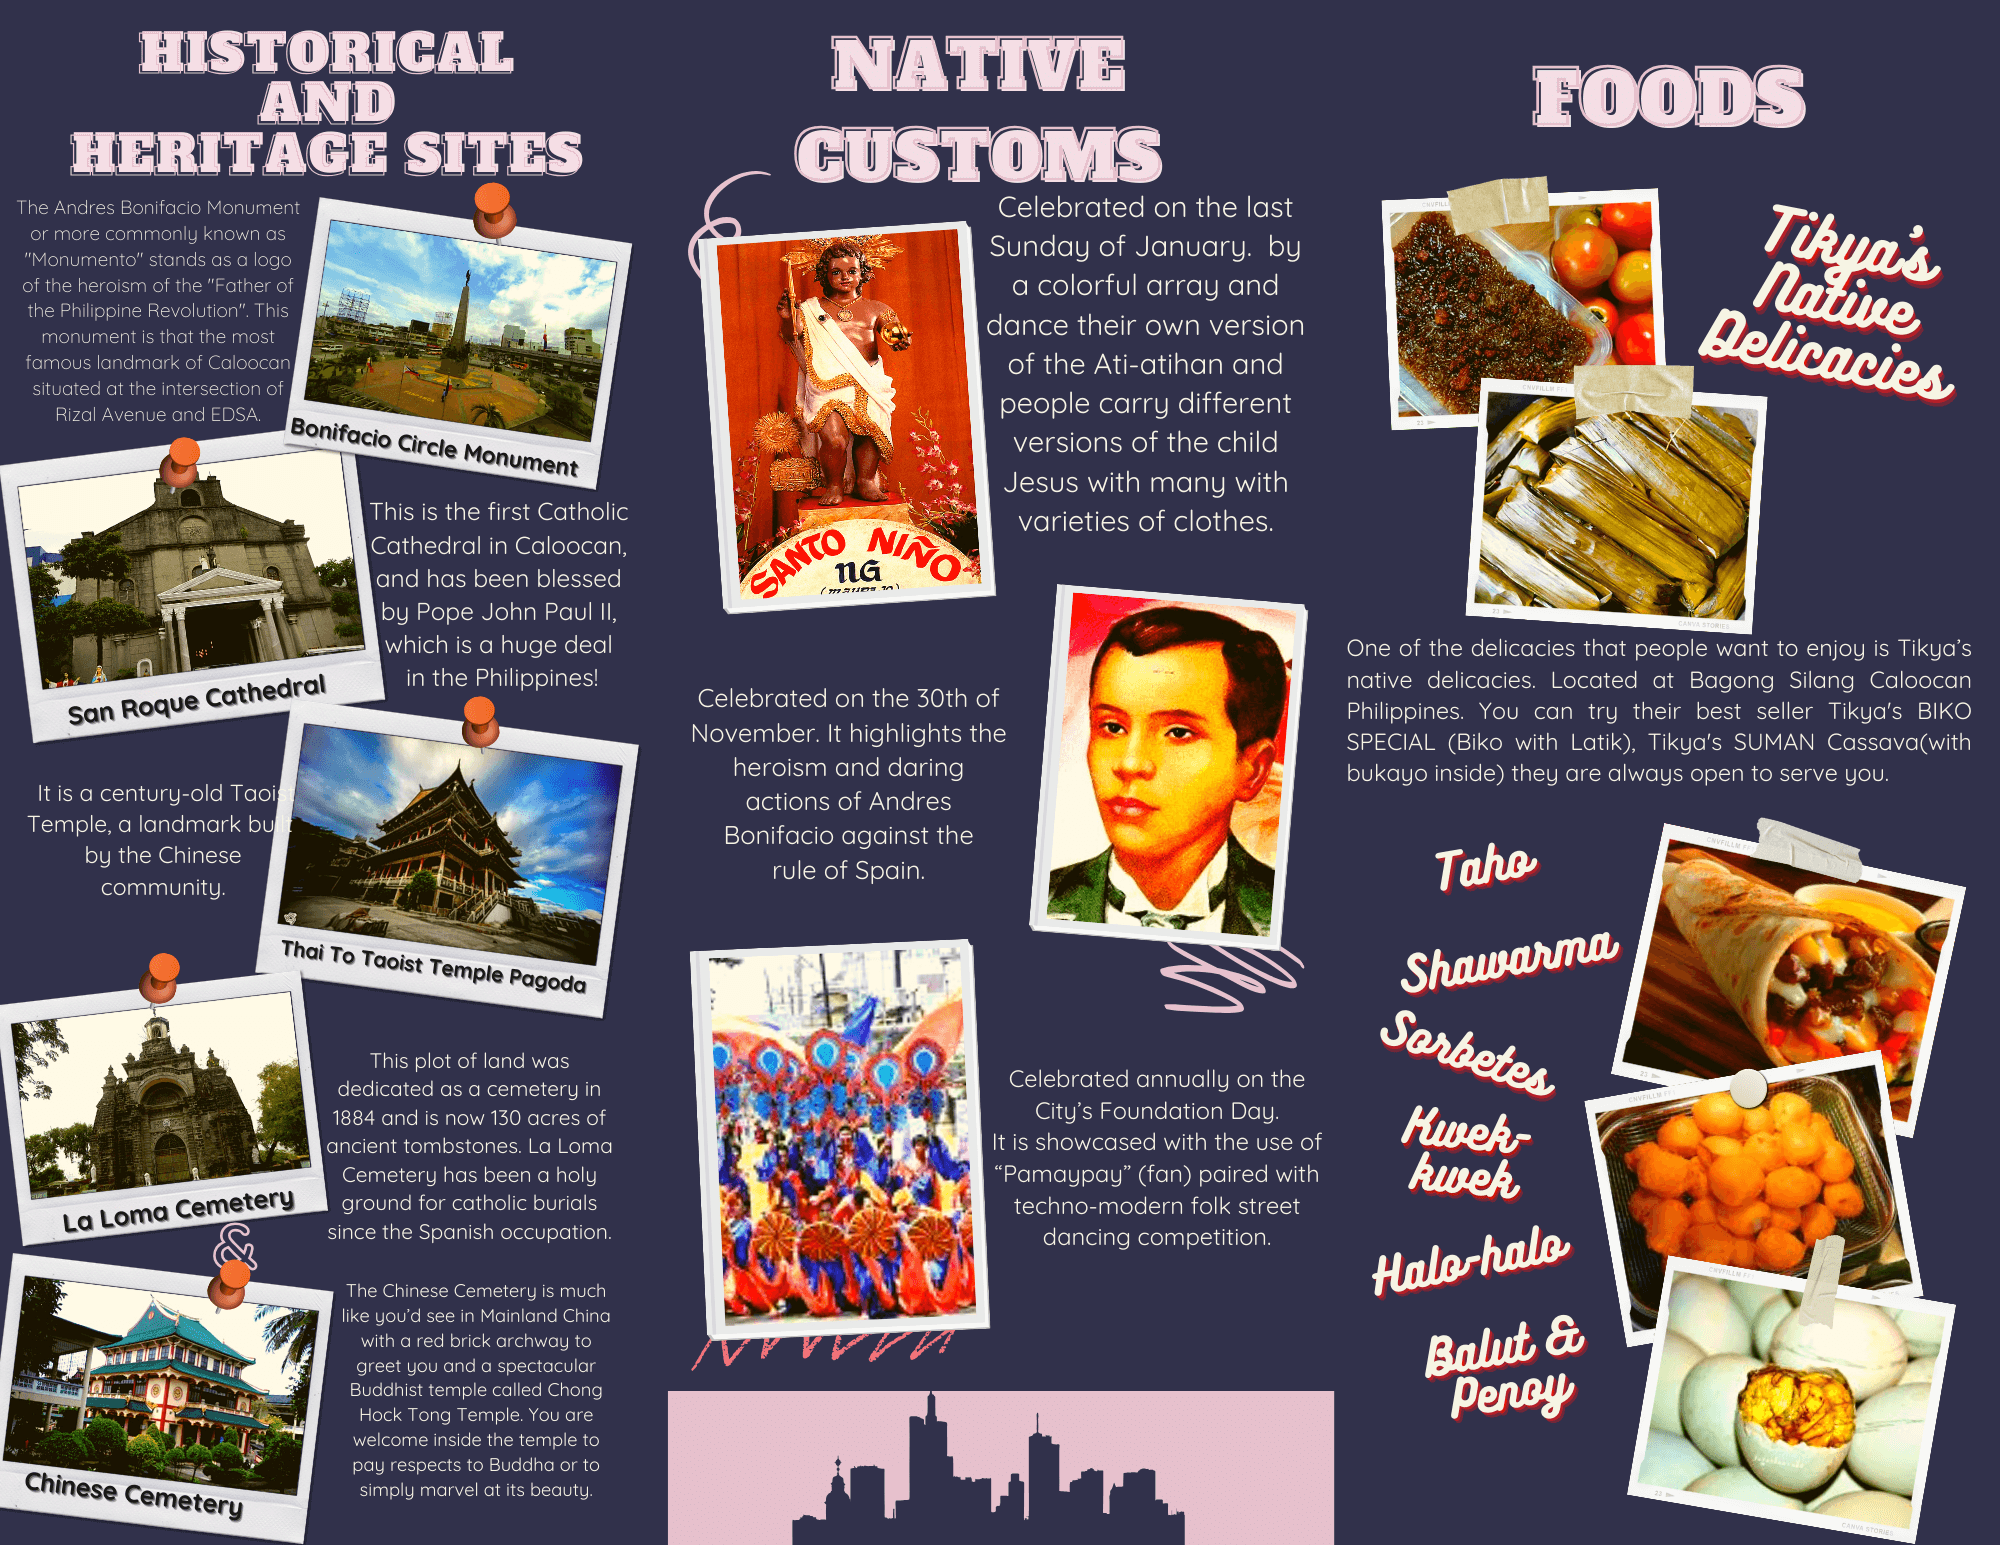 HISTORICAL
AND
HERITAGE SITES
The Andres Bonifacio Monument
or more commonly known as
"Monumento" stands as a logo
of the heroism of the "Father of
the Philippine Revolution". This
monument is that the most
famous landmark of Caloocan
situated at the intersection of
Rizal Avenue and EDSA.
Bonifacio Circle Monument
This is the first Catholic
Cathedral in Caloocan,
and has been blessed
by Pope John Paul II,
which is a huge deal
in the Philippines!
San Roque Cathedral
It is a century-old Taoist
Temple, a landmark built
by the Chinese
community.
Thai To Taoist Temple Pagoda
This plot of land was
dedicated as a cemetery in
1884 and is now 130 acres of
ancient tombstones. La Loma
Cemetery has been a holy
ground for catholic burials
since the Spanish occupation.
La Loma Cemetery
&
The Chinese Cemetery is much
like you'd see in Mainland China
with a red brick archway to
greet you and a spectacular
Buddhist temple called Chong
Hock Tong Temple. You are
welcome inside the temple to
pay respects to Buddha or to
simply marvel at its beauty.
Chinese Cemetery
NATIVE
CUSTOMS
Celebrated on the last
Sunday of January.  by
a colorful array and
dance their own version
of the Ati-atihan and
people carry different
versions of the child
Jesus with many with
varieties of clothes.
SANTO NIÑO
NG
Celebrated on the 30th of
November. It highlights the
heroism and daring
actions of Andres
Bonifacio against the
rule of Spain.
Celebrated annually on the
City's Foundation Day.
It is showcased with the use of
“Pamaypay” (fan) paired with
techno-modern folk street
dancing competition.
FOODS
Tikya's
Native
Delicacies
23
23
CANVA STORIES
One of the delicacies that people want to enjoy is Tikya's
native delicacies. Located at Bagong Silang Caloocan
Philippines. You can try their best seller Tikya's BIKO
SPECIAL (Biko with Latik), Tikya's SUMAN Cassava(with
bukayo inside) they are always open to serve you.
Taho
Shawarma
Sorbetes
Kwek-
kwek
Halo-halo
Balut &
Penoy
23
23
CANVA STORIES